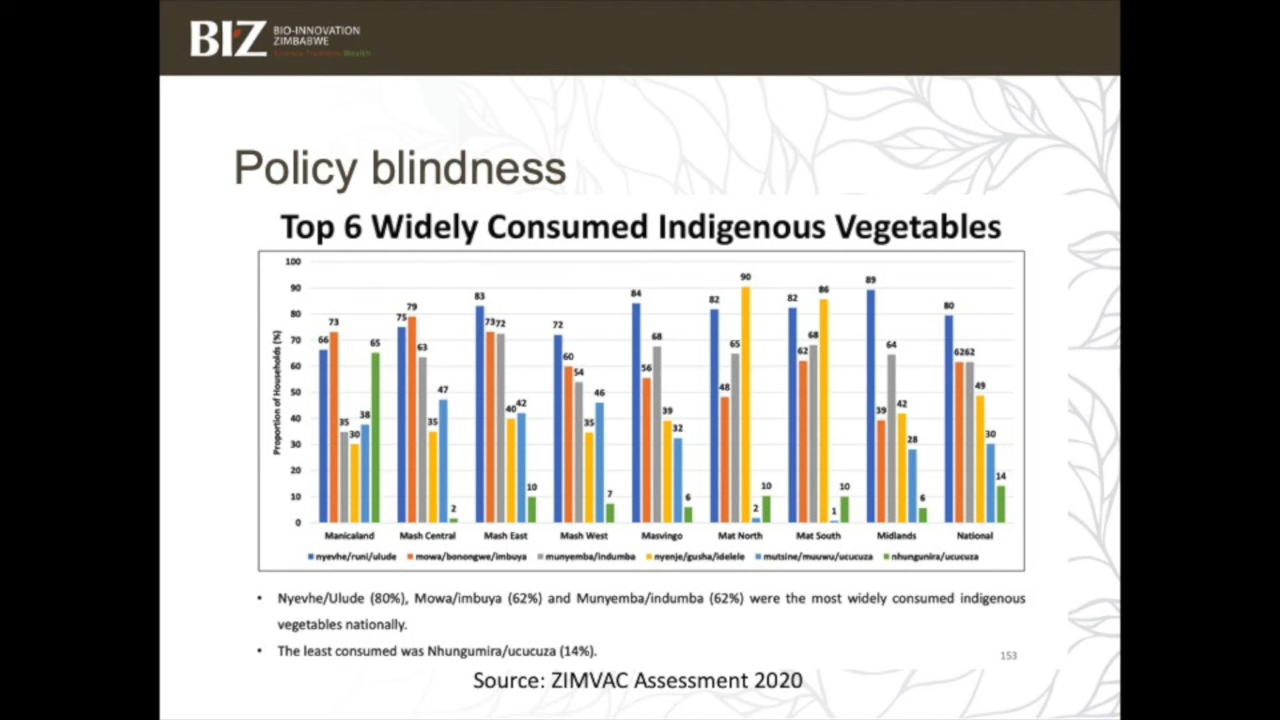 BIZ BIO-INNOVATION
ZIMBABWE
Science Tradition Wealth
Policy blindness
Top 6 Widely Consumed Indigenous Vegetables
Proportion of Households (%)
100
90
80
70
60
50
40
30
20
10
0
66 73 35 30 38 65
75 79 63 35 47 2
83 73 72 40 42 10
72 60 54 35 46 7
84 56 68 39 32 6
82 48 65 90 2 10
82 62 68 86 1 10
89 39 64 42 28 6
80 62 62 49 30 14
Manicaland Mash Central Mash East Mash West Masvingo Mat North Mat South Midlands National
nyevhe/runi/ulude mowa/bonongwe/imbuya munyemba/indumba nyenje/gusha/idelele mutsine/muuwu/ucucuza nhungunira/ucucuza
• Nyevhe/Ulude (80%), Mowa/imbuya (62%) and Munyemba/indumba (62%) were the most widely consumed indigenous
vegetables nationally.
• The least consumed was Nhungumira/ucucuza (14%).
153
Source: ZIMVAC Assessment 2020